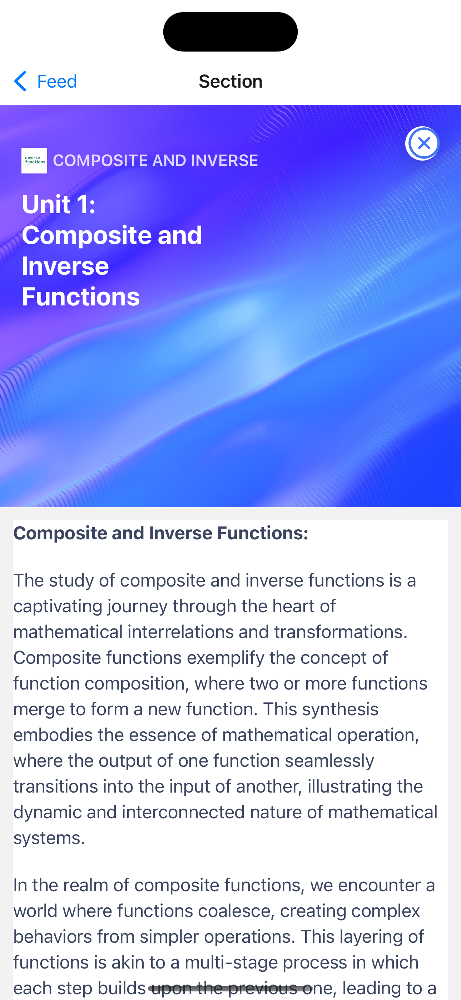 Feed
Section
inverse
functions
COMPOSITE AND INVERSE
Unit 1:
Composite and
Inverse
Functions
Composite and Inverse Functions:
The study of composite and inverse functions is a
captivating journey through the heart of
mathematical interrelations and transformations.
Composite functions exemplify the concept of
function composition, where two or more functions
merge to form a new function. This synthesis
embodies the essence of mathematical operation,
where the output of one function seamlessly
transitions into the input of another, illustrating the
dynamic and interconnected nature of mathematical
systems.
In the realm of composite functions, we encounter a
world where functions coalesce, creating complex
behaviors from simpler operations. This layering of
functions is akin to a multi-stage process in which
each step builds upon the previous one, leading to a